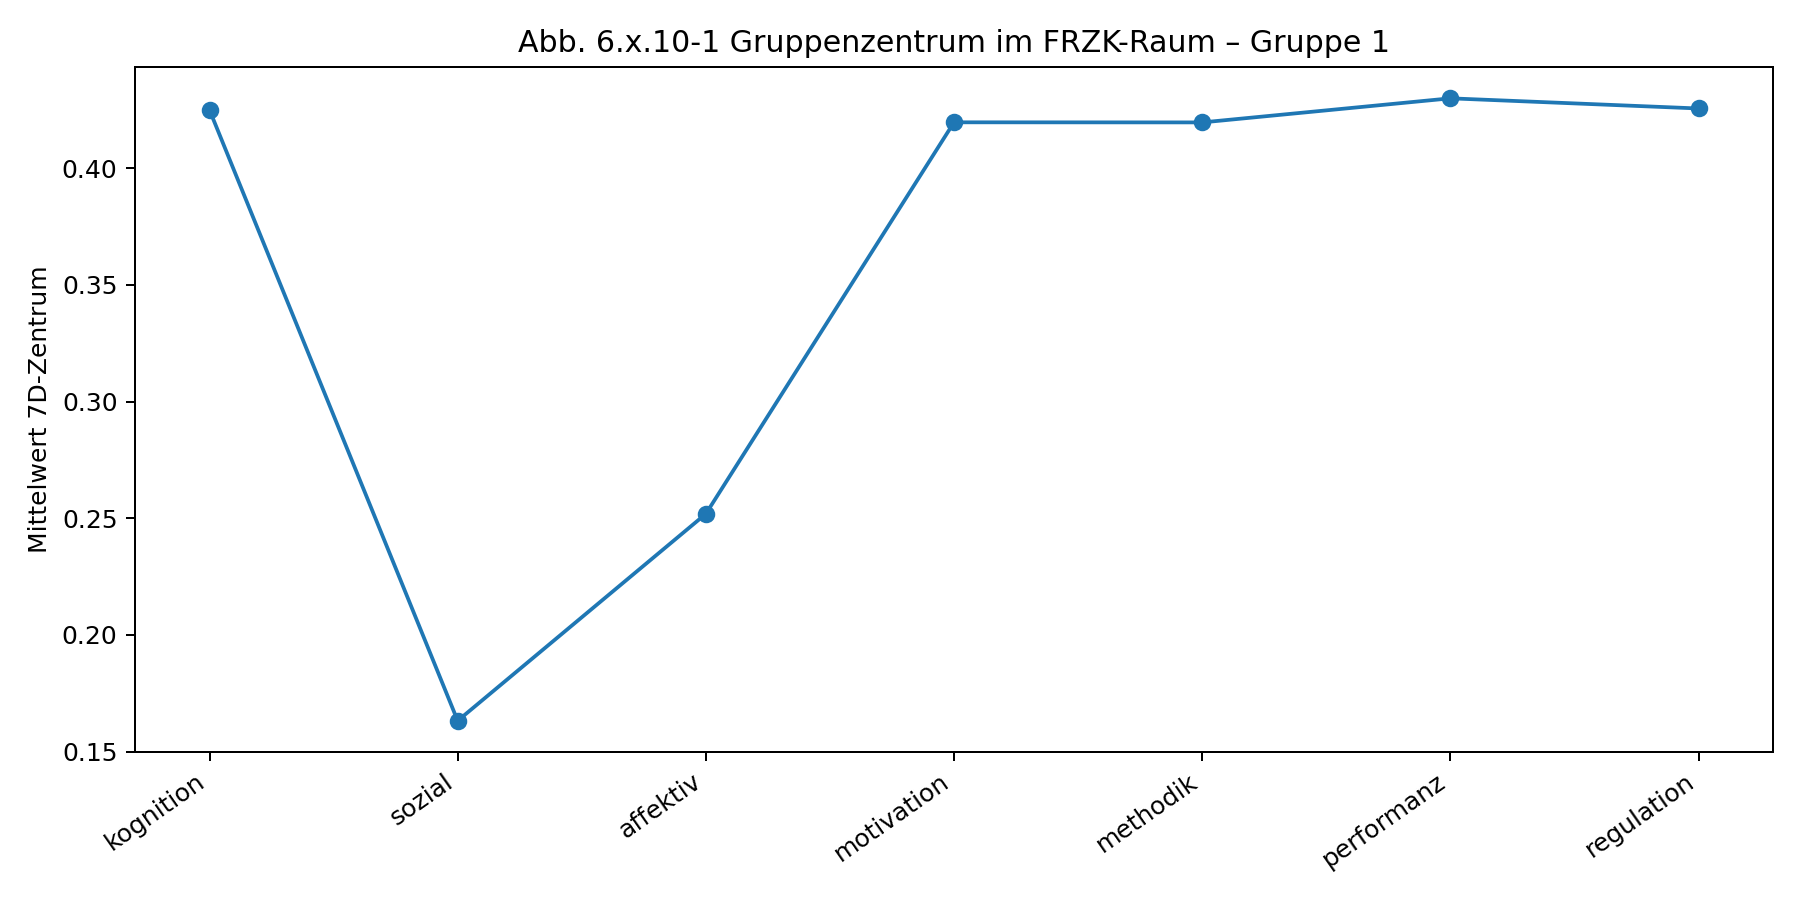 Abb. 6.x.10-1 Gruppenzentrum im FRZK-Raum – Gruppe 1
Mittelwert 7D-Zentrum
0.40
0.35
0.30
0.25
0.20
0.15
kognition
sozial
affektiv
motivation
methodik
performanz
regulation